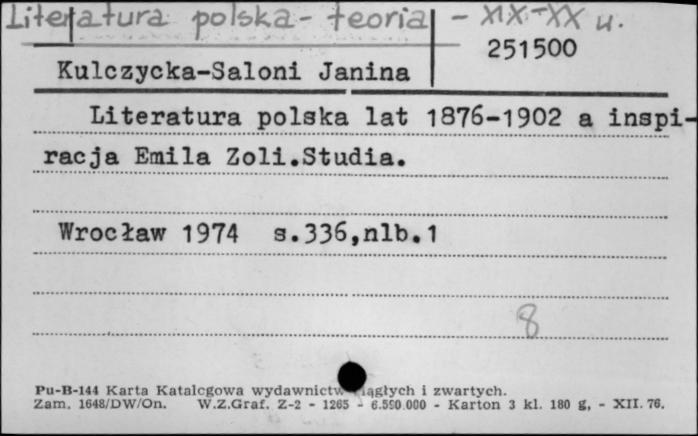 Literatura polska - teoria - XIX-XX w.
251500
Kulczycka-Saloni Janina
Literatura polska lat 1876-1902 a inspi-
racja Emila Zoli.Studia.
Wrocław 1974 s.336,nlb.1
8
Pu-B-144 Karta Katalcgowa wydawnictw ciągłych i zwartych.
Zam. 1648/DW/On. W.Z.Graf. Z-2 - 1265 - 6.550.000 - Karton 3 kl. 180 g, - XII. 76.